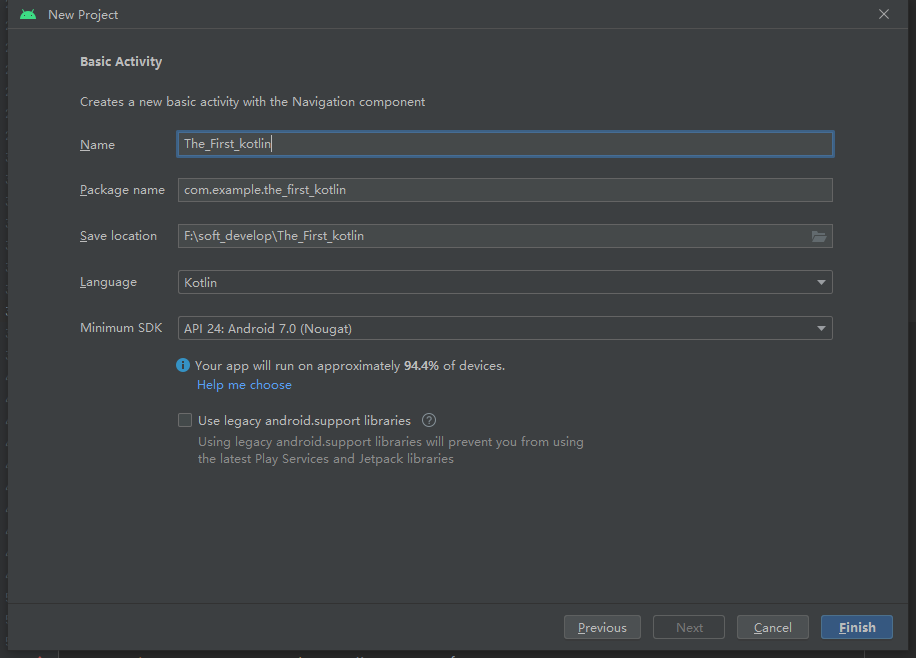 New Project
Basic Activity
Creates a new basic activity with the Navigation component
Name The_First_kotlin
Package name com.example.the_first_kotlin
Save location F:\soft_develop\The_First_kotlin
Language Kotlin
Minimum SDK API 24: Android 7.0 (Nougat)
Your app will run on approximately 94.4% of devices.
Help me choose
Use legacy android.support libraries ?
Using legacy android.support libraries will prevent you from using
the latest Play Services and Jetpack libraries
Previous Next Cancel Finish